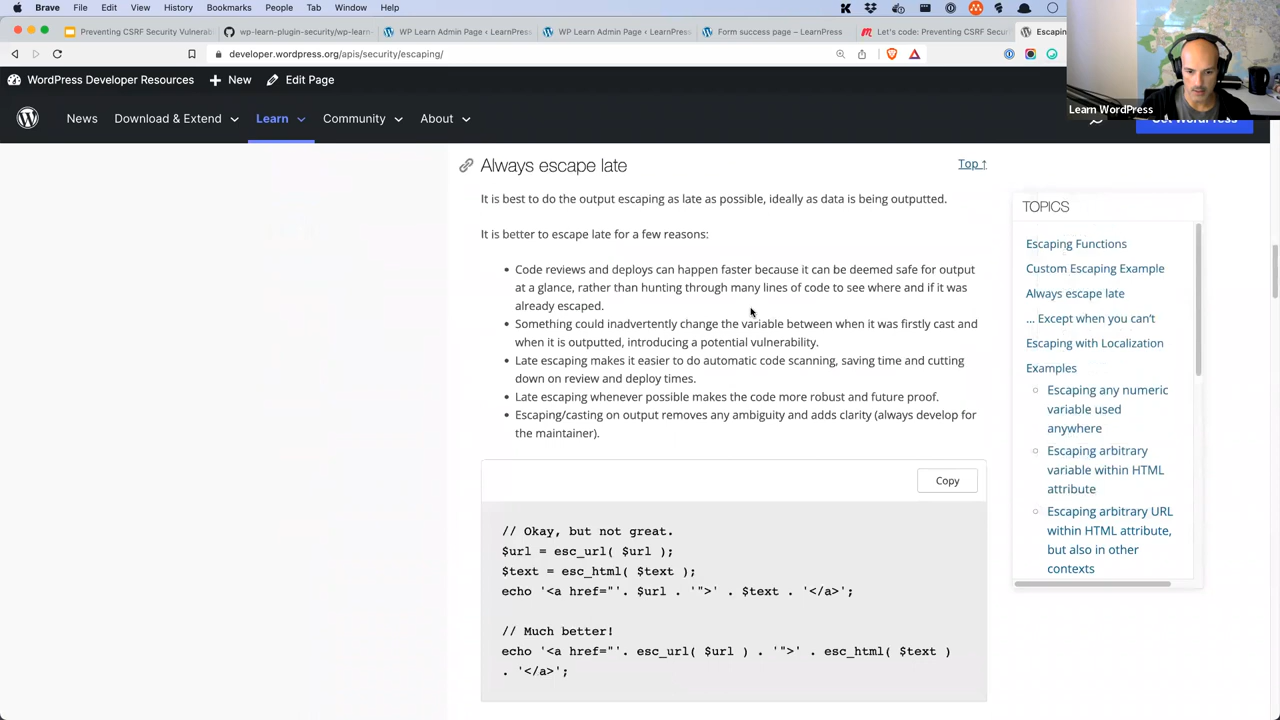 Brave File Edit View History Bookmarks People Tab Window Help
Preventing CSRF Security Vulnerab
wp-learn-plugin-security/wp-learn-
WP Learn Admin Page ‹ LearnPress
WP Learn Admin Page ‹ LearnPress
Form success page – LearnPress
Let's code: Preventing CSRF Secur
Escapin
developer.wordpress.org/apis/security/escaping/
WordPress Developer Resources New Edit Page
Learn WordPress
News Download & Extend Learn Community About
Always escape late
Top ↑
It is best to do the output escaping as late as possible, ideally as data is being outputted.
It is better to escape late for a few reasons:
• Code reviews and deploys can happen faster because it can be deemed safe for output
at a glance, rather than hunting through many lines of code to see where and if it was
already escaped.
• Something could inadvertently change the variable between when it was firstly cast and
when it is outputted, introducing a potential vulnerability.
• Late escaping makes it easier to do automatic code scanning, saving time and cutting
down on review and deploy times.
• Late escaping whenever possible makes the code more robust and future proof.
• Escaping/casting on output removes any ambiguity and adds clarity (always develop for
the maintainer).
Copy
// Okay, but not great.
$url = esc_url( $url );
$text = esc_html( $text );
echo '<a href="'. $url . '">' . $text . '</a>';
// Much better!
echo '<a href="'. esc_url( $url ) . '">' . esc_html( $text )
. '</a>';
TOPICS
Escaping Functions
Custom Escaping Example
Always escape late
... Except when you can't
Escaping with Localization
Examples
Escaping any numeric
variable used
anywhere
Escaping arbitrary
variable within HTML
attribute
Escaping arbitrary URL
within HTML attribute,
but also in other
contexts